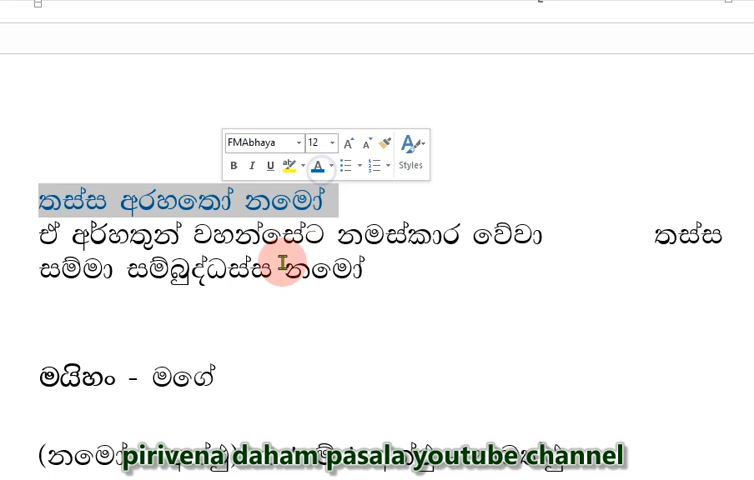 FMAbhaya 12
B I U Styles
තස්ස අරහතෝ නමෝ
ඒ අර්හතුන් වහන්සේට නමස්කාර වේවා තස්ස
සම්මා සම්බුද්ධස්ස නමෝ
මයිහං - මගේ
(නමෝ
pirivena daham pasala youtube channel